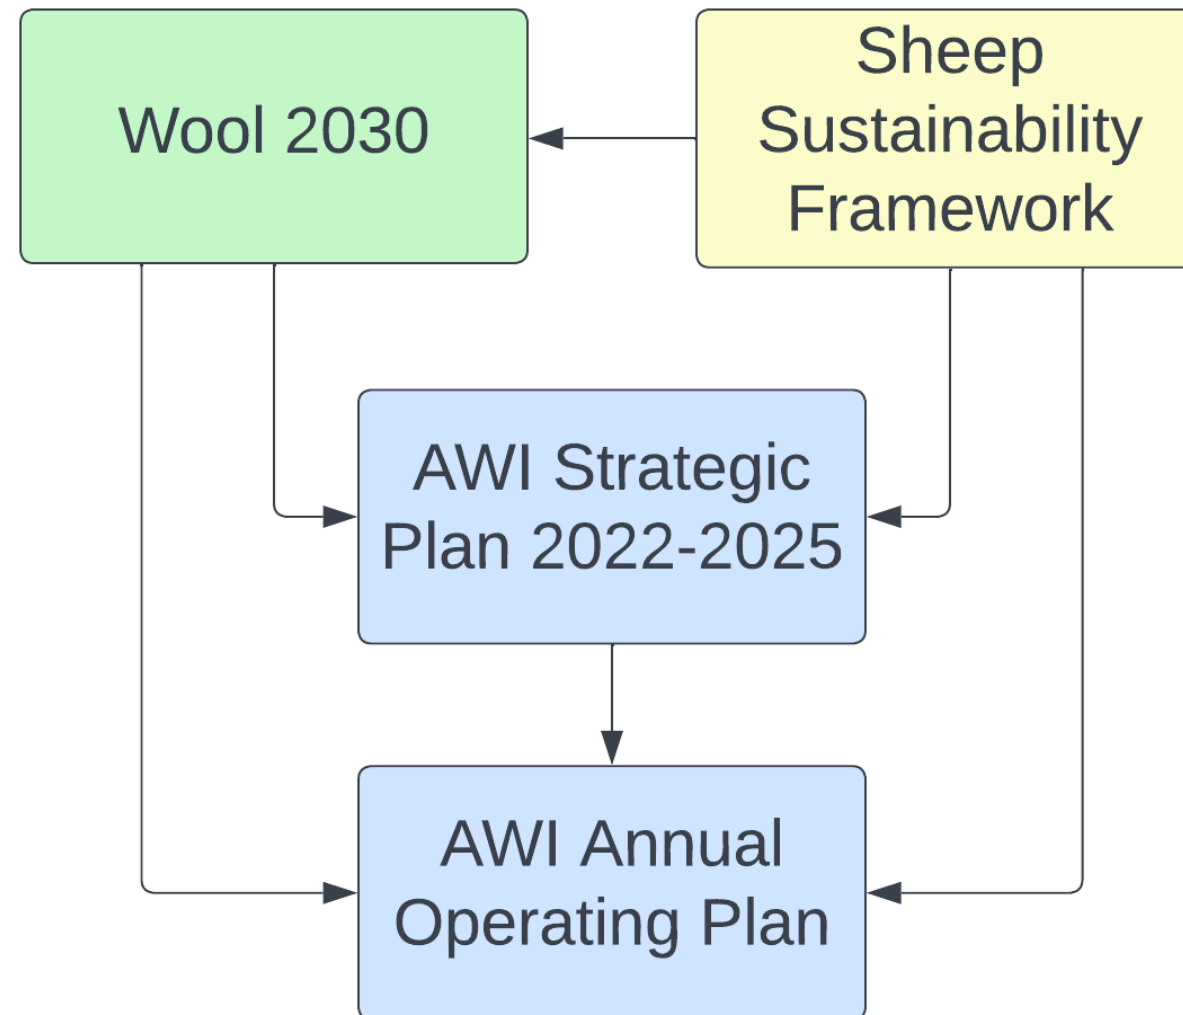 Wool 2030
Sheep
Sustainability
Framework
AWI Strategic
Plan 2022-2025
AWI Annual
Operating Plan